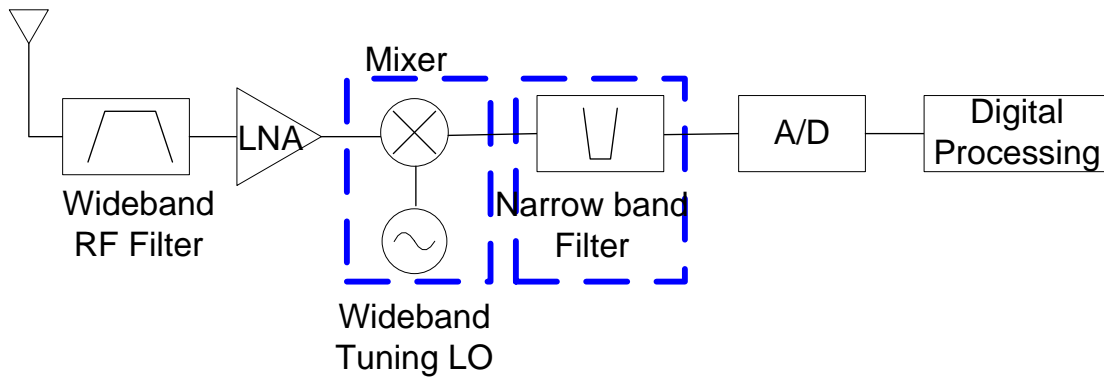 Mixer
LNA
A/D
Digital
Processing
Wideband
RF Filter
Narrow band
Filter
Wideband
Tuning LO